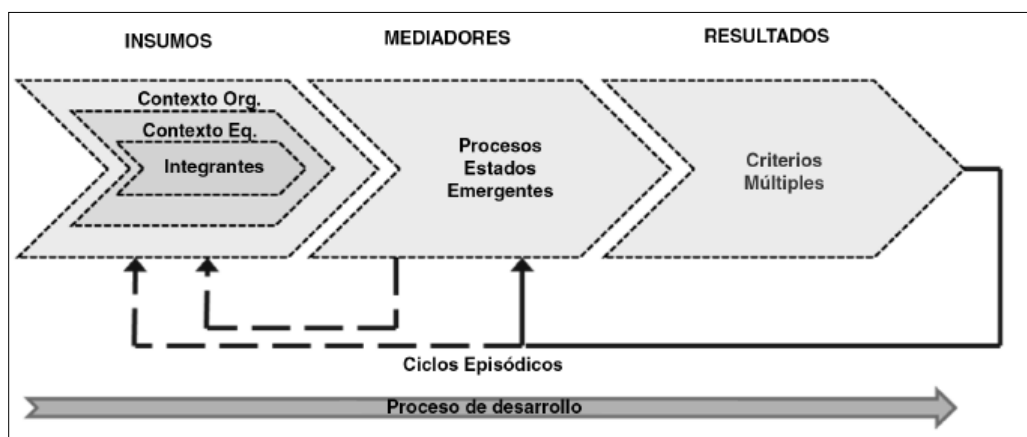 INSUMOS
MEDIADORES
RESULTADOS
Contexto Org.
Contexto Eq.
Integrantes
Procesos
Estados
Emergentes
Criterios
Múltiples
Ciclos Episódicos
Proceso de desarrollo